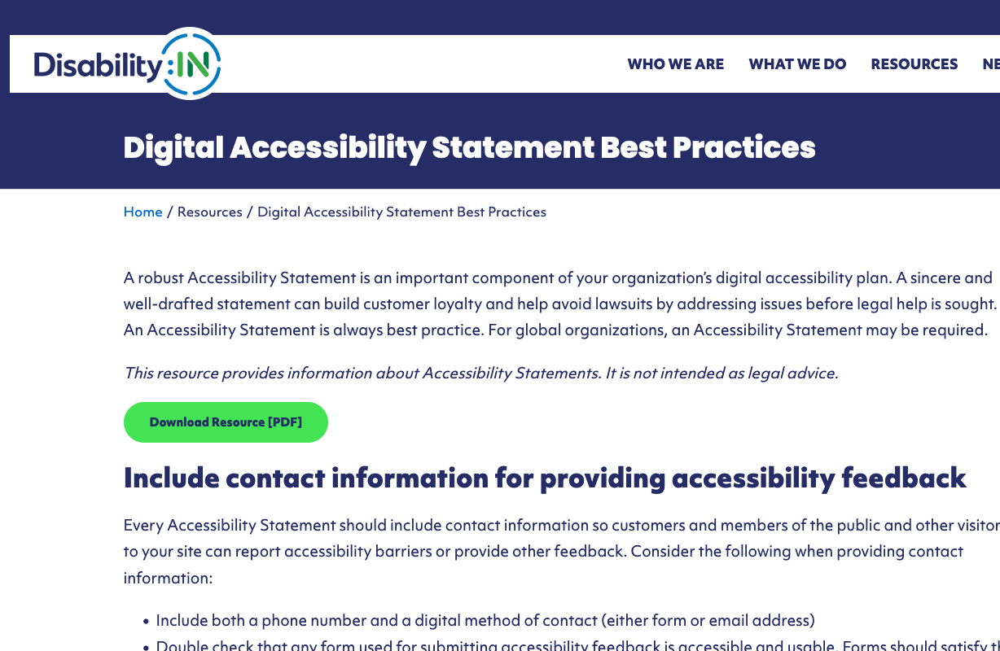 Disability:IN
WHO WE ARE WHAT WE DO RESOURCES
Digital Accessibility Statement Best Practices
Home / Resources / Digital Accessibility Statement Best Practices
A robust Accessibility Statement is an important component of your organization’s digital accessibility plan. A sincere and
well-drafted statement can build customer loyalty and help avoid lawsuits by addressing issues before legal help is sought.
An Accessibility Statement is always best practice. For global organizations, an Accessibility Statement may be required.
This resource provides information about Accessibility Statements. It is not intended as legal advice.
Download Resource [PDF]
Include contact information for providing accessibility feedback
Every Accessibility Statement should include contact information so customers and members of the public and other visitor
to your site can report accessibility barriers or provide other feedback. Consider the following when providing contact
information:
• Include both a phone number and a digital method of contact (either form or email address)
• Double check that any form used for submitting accessibility feedback is accessible and usable. Forms should satisfy